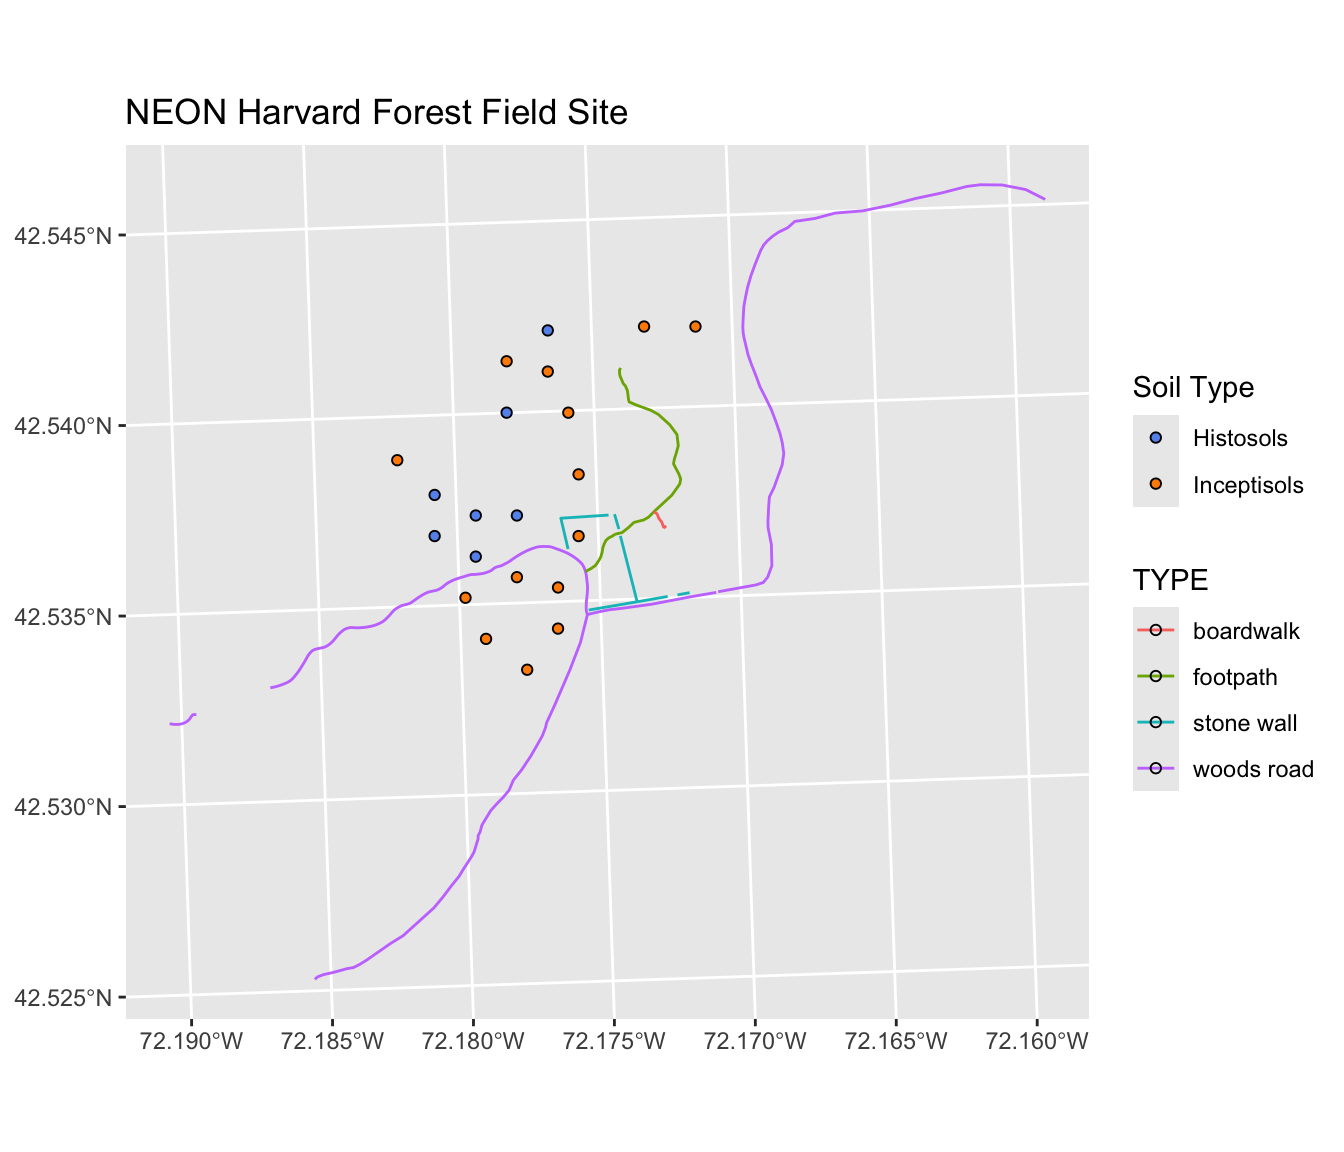 NEON Harvard Forest Field Site
42.545°N
42.540°N
42.535°N
42.530°N
42.525°N
72.190°W 72.185°W 72.180°W 72.175°W 72.170°W 72.165°W 72.160°W
Soil Type
Histosols
Inceptisols
TYPE
boardwalk
footpath
stone wall
woods road